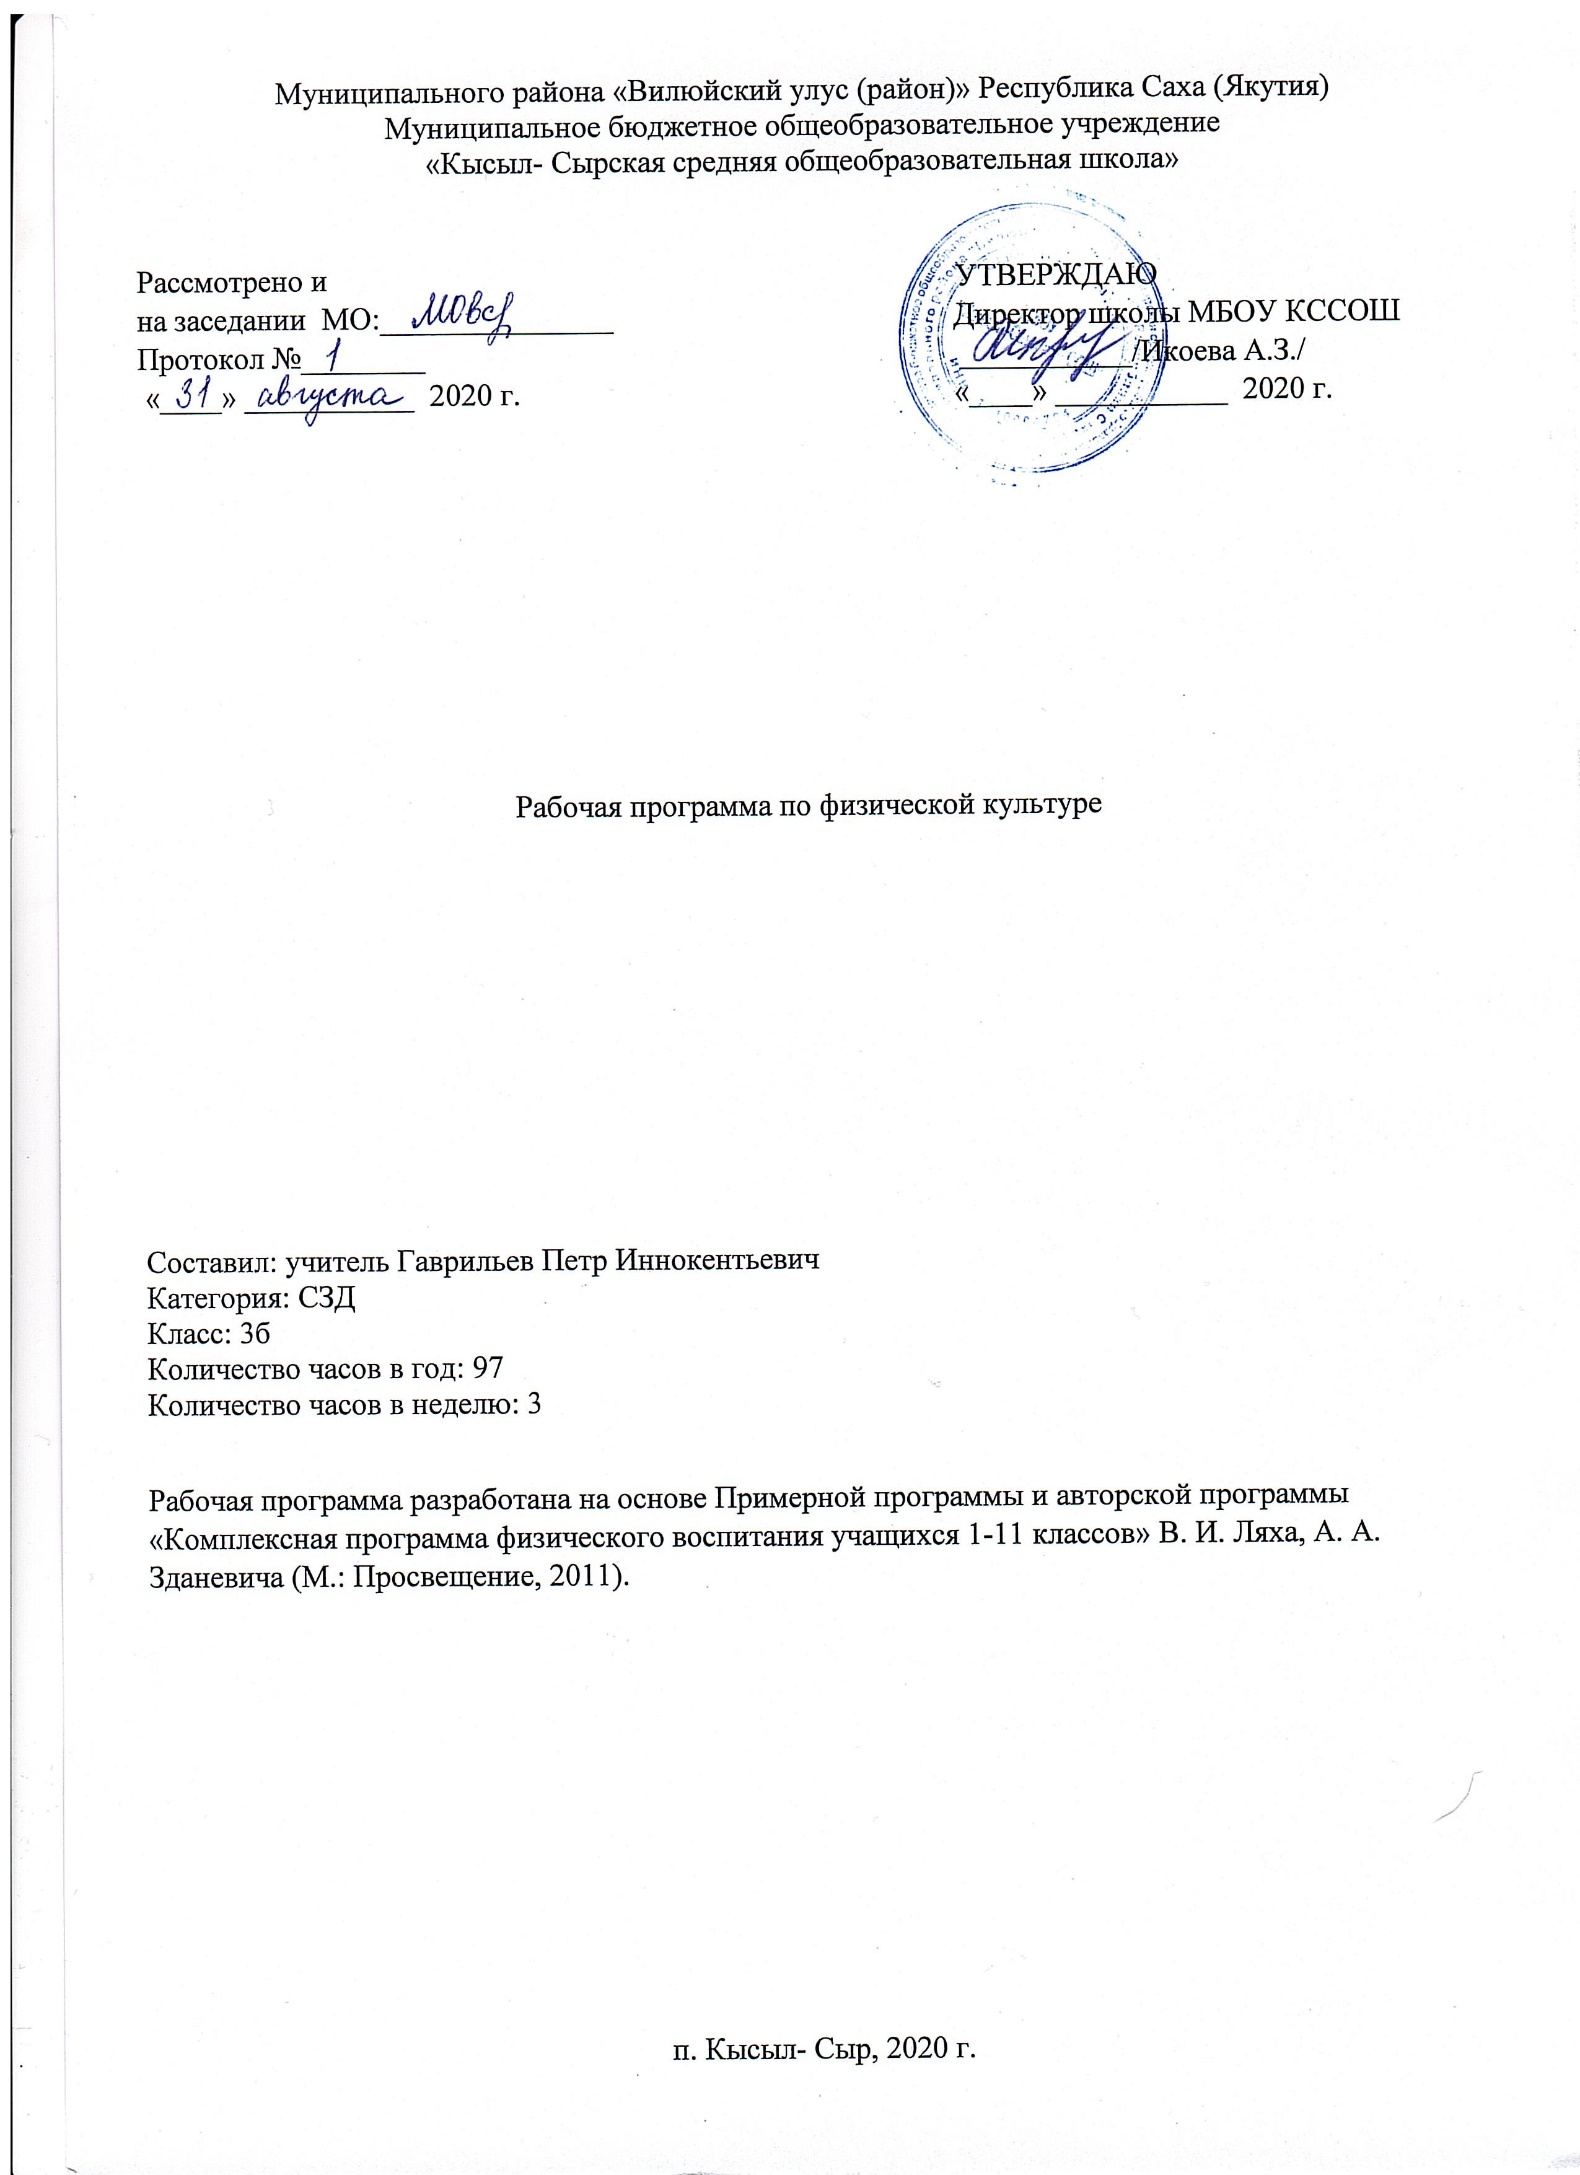 Муниципального района «Вилюйский улус (район)» Республика Саха (Якутия)
Муниципальное бюджетное общеобразовательное учреждение
«Кысыл- Сырская средняя общеобразовательная школа»
Рассмотрено и
на заседании МО:_______________
Протокол № 1
« 31 » августа 2020 г.
УТВЕРЖДАЮ
Директор школы МБОУ КССОШ
___________/Икоева А.З./
«____» ___________ 2020 г.
Рабочая программа по физической культуре
Составил: учитель Гаврильев Петр Иннокентьевич
Категория: СЗД
Класс: 3б
Количество часов в год: 97
Количество часов в неделю: 3
Рабочая программа разработана на основе Примерной программы и авторской программы
«Комплексная программа физического воспитания учащихся 1-11 классов» В. И. Ляха, А. А.
Зданевича (М.: Просвещение, 2011).
п. Кысыл- Сыр, 2020 г.